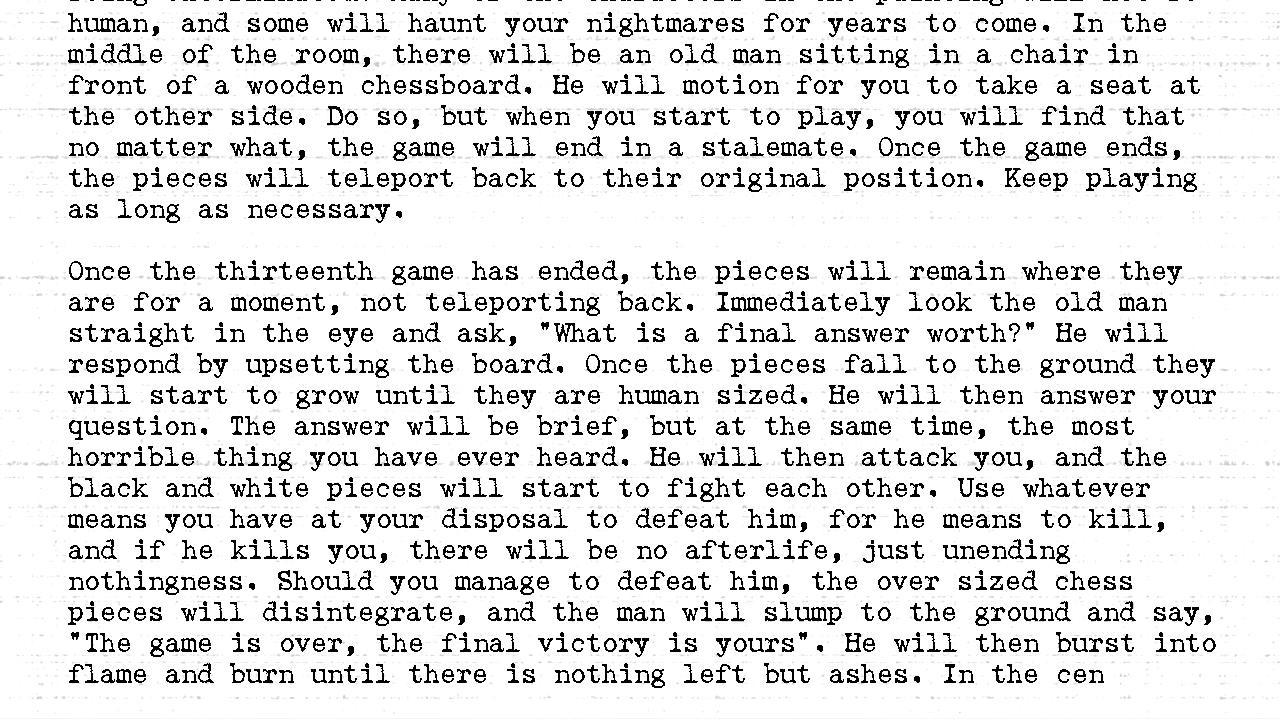 human, and some will haunt your nightmares for years to come. In the
middle of the room, there will be an old man sitting in a chair in
front of a wooden chessboard. He will motion for you to take a seat at
the other side. Do so, but when you start to play, you will find that
no matter what, the game will end in a stalemate. Once the game ends,
the pieces will teleport back to their original position. Keep playing
as long as necessary.
Once the thirteenth game has ended, the pieces will remain where they
are for a moment, not teleporting back. Immediately look the old man
straight in the eye and ask, "What is a final answer worth?" He will
respond by upsetting the board. Once the pieces fall to the ground they
will start to grow until they are human sized. He will then answer your
question. The answer will be brief, but at the same time, the most
horrible thing you have ever heard. He will then attack you, and the
black and white pieces will start to fight each other. Use whatever
means you have at your disposal to defeat him, for he means to kill,
and if he kills you, there will be no afterlife, just unending
nothingness. Should you manage to defeat him, the over sized chess
pieces will disintegrate, and the man will slump to the ground and say,
"The game is over, the final victory is yours". He will then burst into
flame and burn until there is nothing left but ashes. In the cen